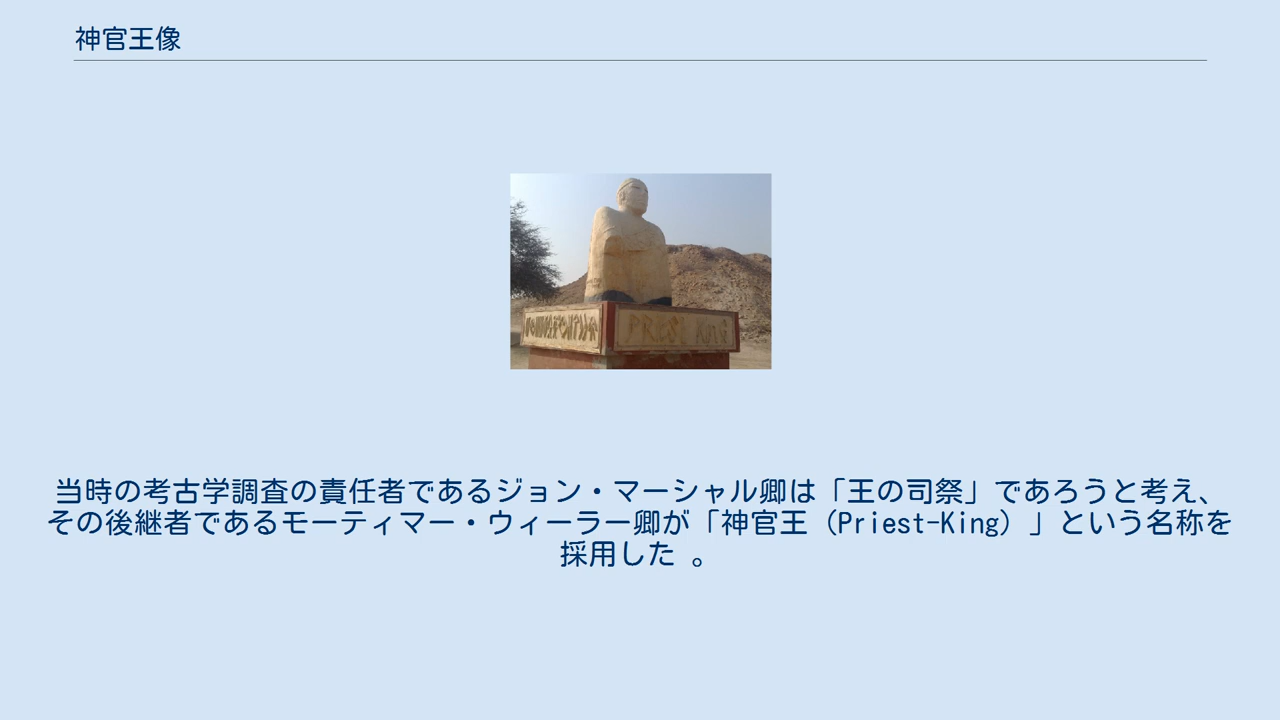 神官王像
PRIEST KING
当時の考古学調査の責任者であるジョン・マーシャル卿は「王の司祭」であろうと考え、
その後継者であるモーティマー・ウィーラー卿が「神官王（Priest-King）」という名称を
採用した 。